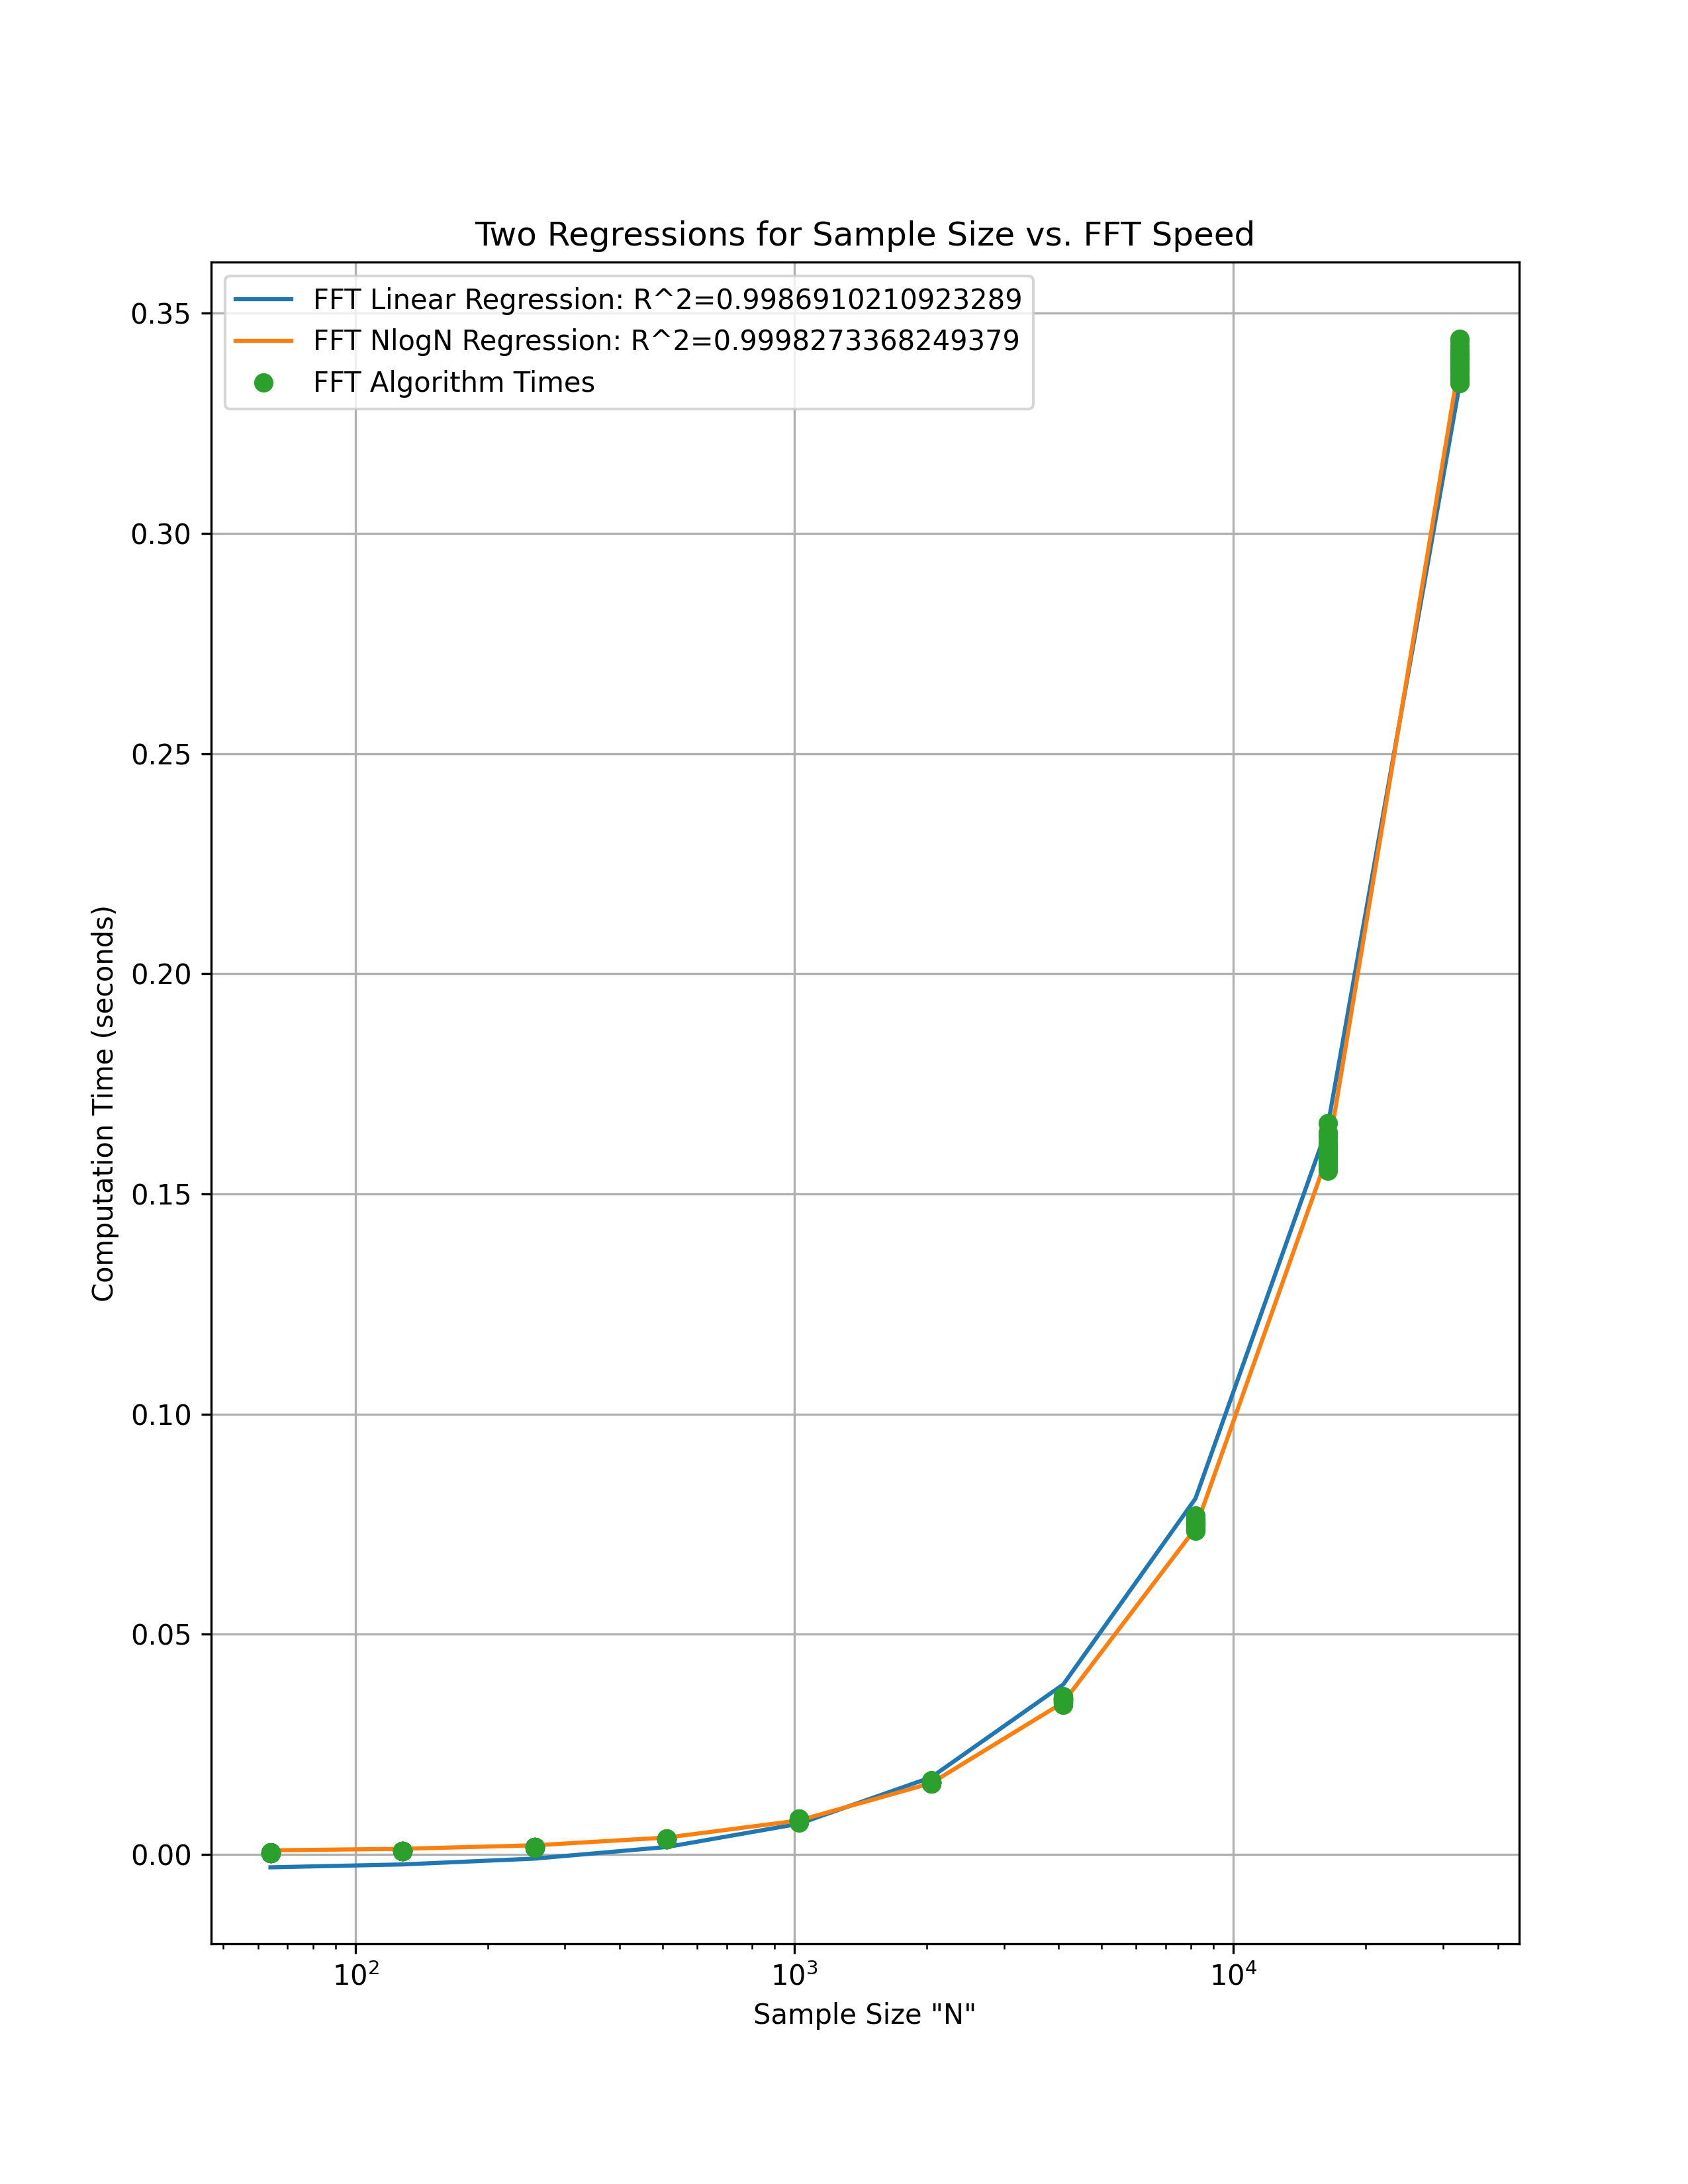 Two Regressions for Sample Size vs. FFT Speed
FFT Linear Regression: R^2=0.9986910210923289
FFT NlogN Regression: R^2=0.9998273368249379
FFT Algorithm Times
0.35
0.30
0.25
0.20
0.15
0.10
0.05
0.00
Computation Time (seconds)
10²
10³
10⁴
Sample Size "N"